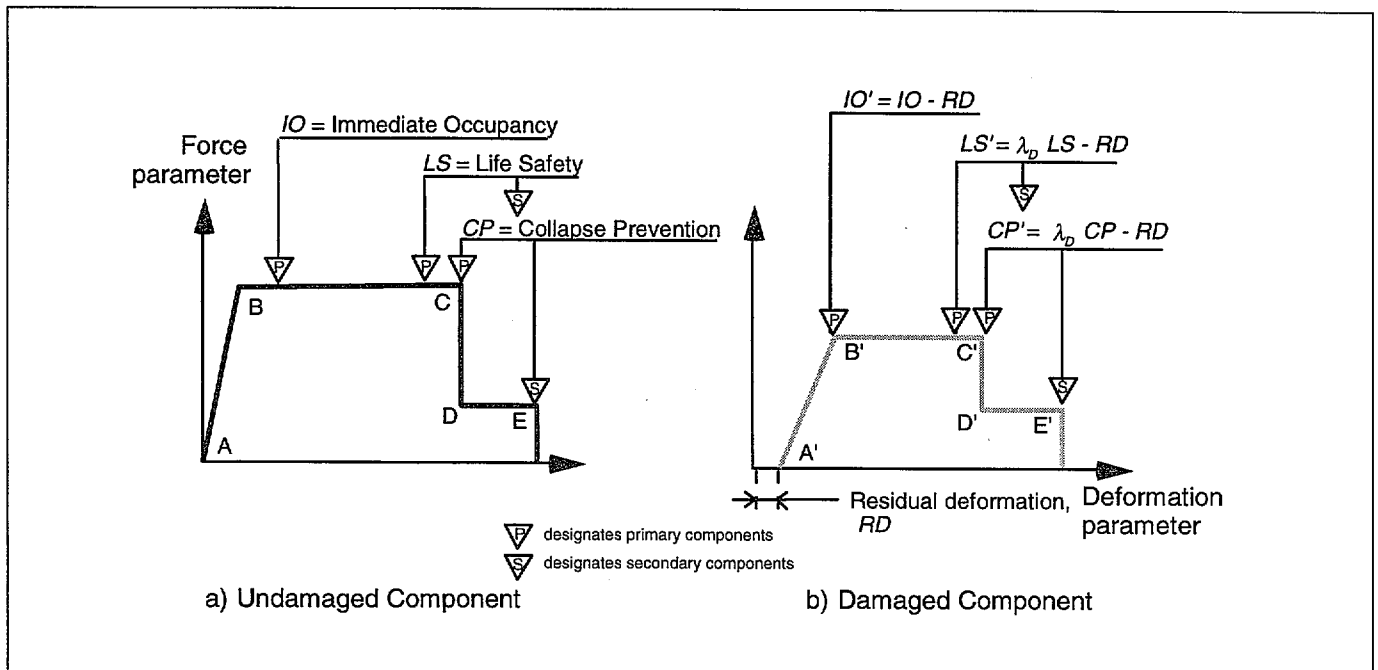 IO = Immediate Occupancy
Force
parameter
LS = Life Safety
S
CP = Collapse Prevention
P
P
P
B
C
S
D
E
A
IO' = IO - RD
LS' = λD LS - RD
S
CP' = λD CP - RD
P
P
P
B'
C'
S
D'
E'
A'
Residual deformation,
RD
Deformation
parameter
P designates primary components
S designates secondary components
a) Undamaged Component
b) Damaged Component